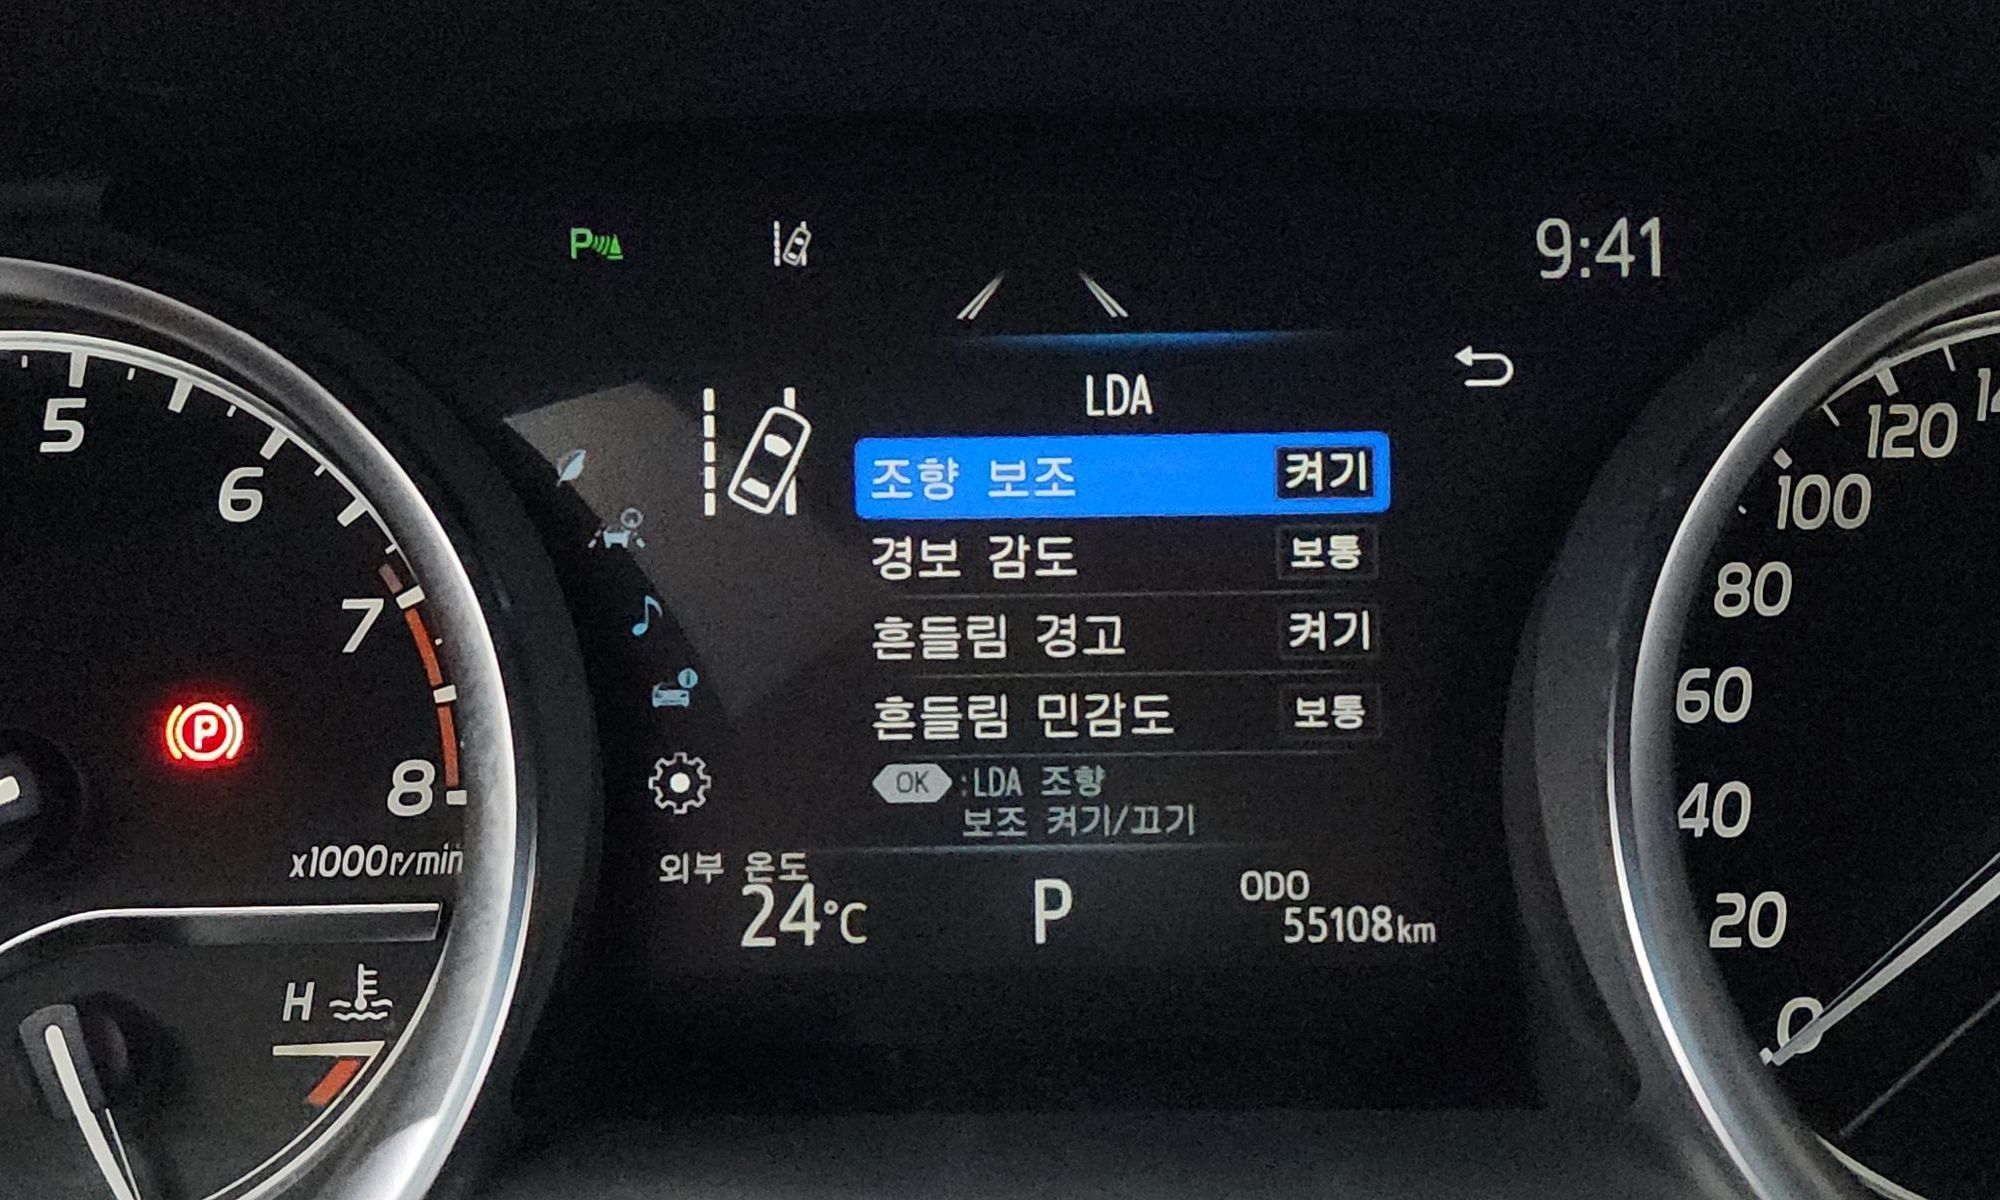 P
9:41
LDA
조향 보조 켜기
경보 감도 보통
흔들림 경고 켜기
흔들림 민감도 보통
OK :LDA 조향
보조 켜기/끄기
외부 온도
24°C
P
ODO
55108km
5
6
7
8
x1000r/min
P
H
120
100
80
60
40
20
0